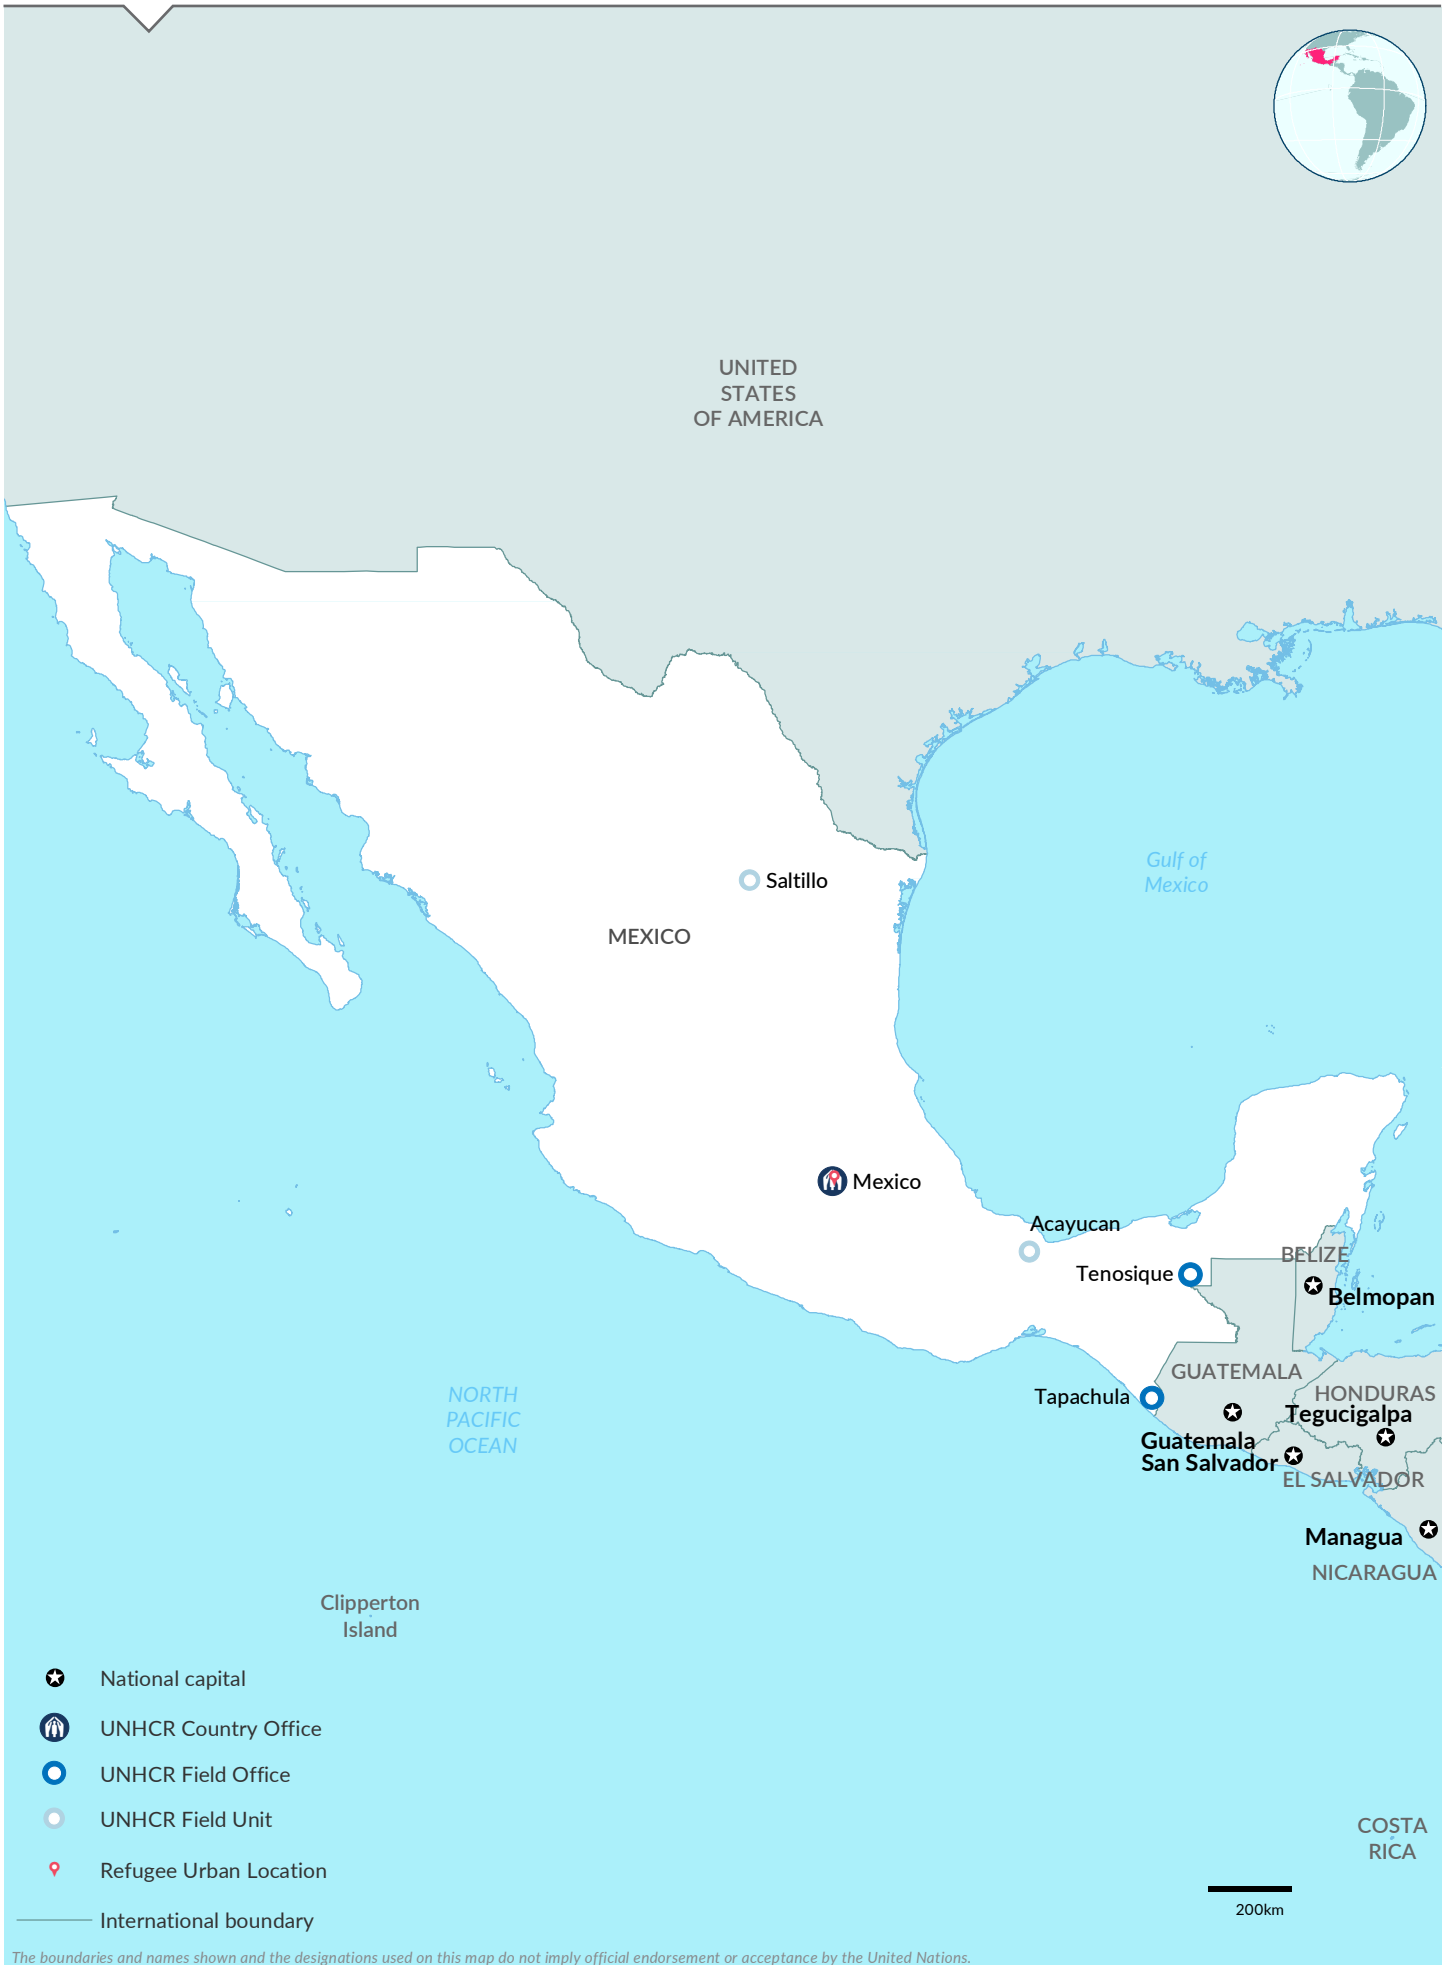 UNITED
STATES
OF AMERICA
Gulf of
Mexico
Saltillo
MEXICO
Mexico
Acayucan
Tenosique
BELIZE
Belmopan
GUATEMALA
Tapachula
HONDURAS
Tegucigalpa
NORTH
PACIFIC
OCEAN
Guatemala
San Salvador
EL SALVADOR
Managua
NICARAGUA
Clipperton
Island
National capital
UNHCR Country Office
UNHCR Field Office
UNHCR Field Unit
Refugee Urban Location
International boundary
COSTA
RICA
200km
The boundaries and names shown and the designations used on this map do not imply official endorsement or acceptance by the United Nations.